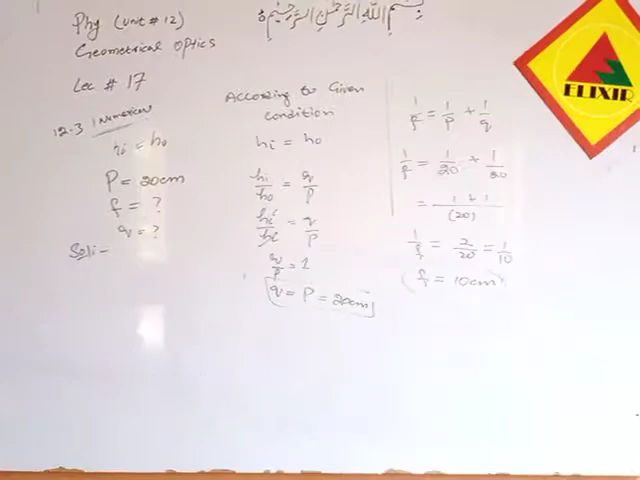 Phy (unit # 12)
Geometrical Optics
Lec # 17
12.3 Numerical
hi = ho
P = 20cm
f = ?
q = ?
Sol:-
بِسْمِ اللّٰهِ الرَّحْمٰنِ الرَّحِيْمِ
According to Given
condition
hi = ho
hi/ho = q/p
hi/hi = q/p
q/p = 1
q = P = 20cm
1/f = 1/p + 1/q
1/f = 1/20 + 1/20
= 1 + 1/(20)
1/f = 2/20 = 1/10
f = 10cm
ELIXIR